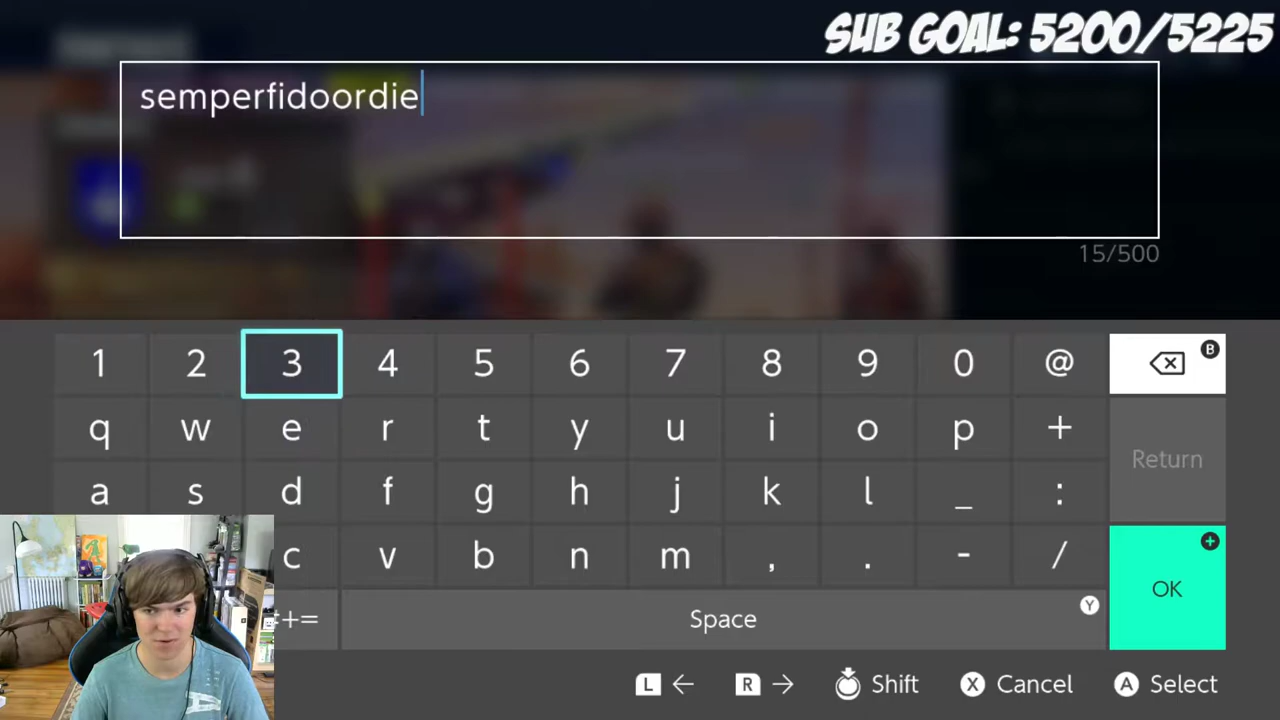 SUB GOAL: 5200/5225
semperfidoordie
15/500
1 2 3 4 5 6 7 8 9 0 @ B
q w e r t y u i o p + Return
a s d f g h j k l _ :
c v b n m , . - / OK +
#+= Space Y
L ← R → Shift X Cancel A Select